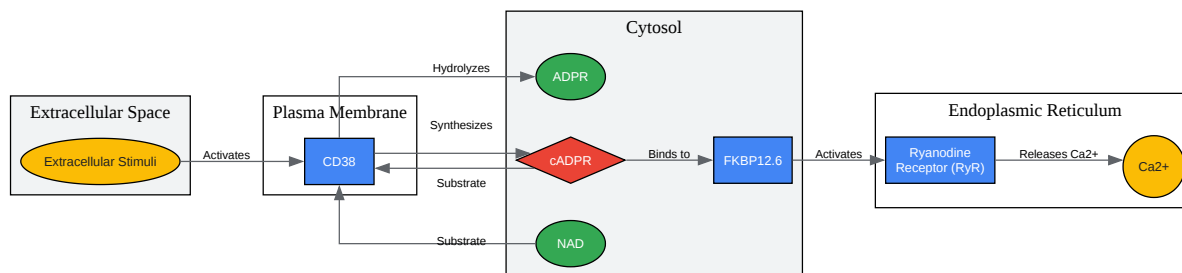 Cytosol
Hydrolyzes
ADPR
Extracellular Space
Plasma Membrane
Endoplasmic Reticulum
Synthesizes
Extracellular Stimuli
Activates
CD38
cADPR
Binds to
FKBP12.6
Activates
Ryanodine
Receptor (RyR)
Releases Ca2+
Ca2+
Substrate
Substrate
NAD